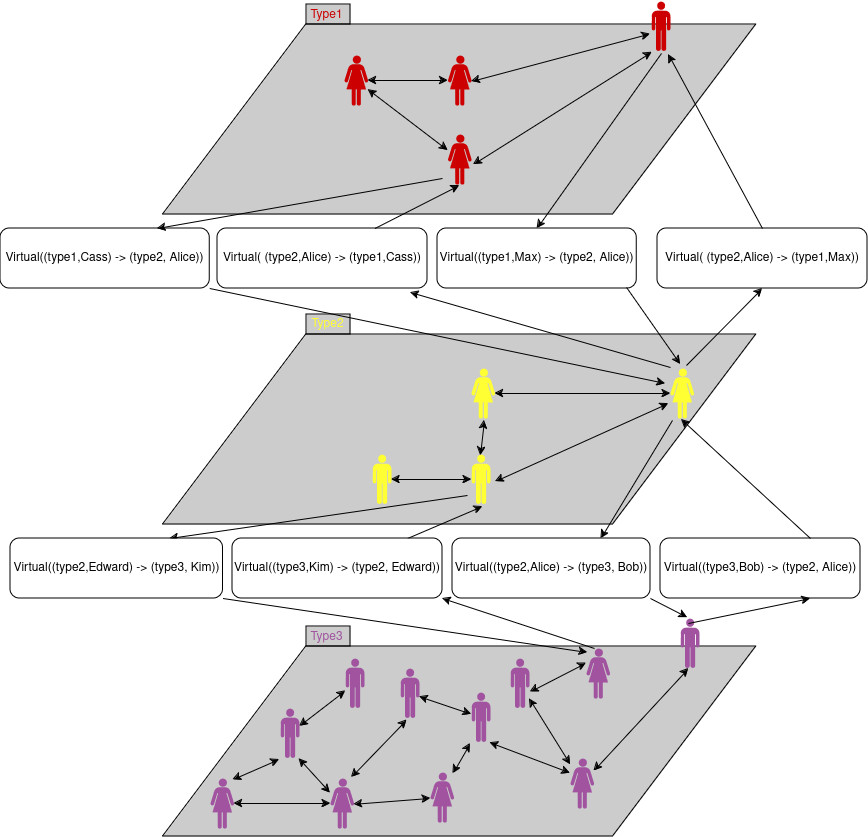 Type1
Virtual((type1,Cass) -> (type2, Alice))
Virtual( (type2,Alice) -> (type1,Cass))
Virtual((type1,Max) -> (type2, Alice))
Virtual( (type2,Alice) -> (type1,Max))
Type2
Virtual((type2,Edward) -> (type3, Kim))
Virtual((type3,Kim) -> (type2, Edward))
Virtual((type2,Alice) -> (type3, Bob))
Virtual((type3,Bob) -> (type2, Alice))
Type3